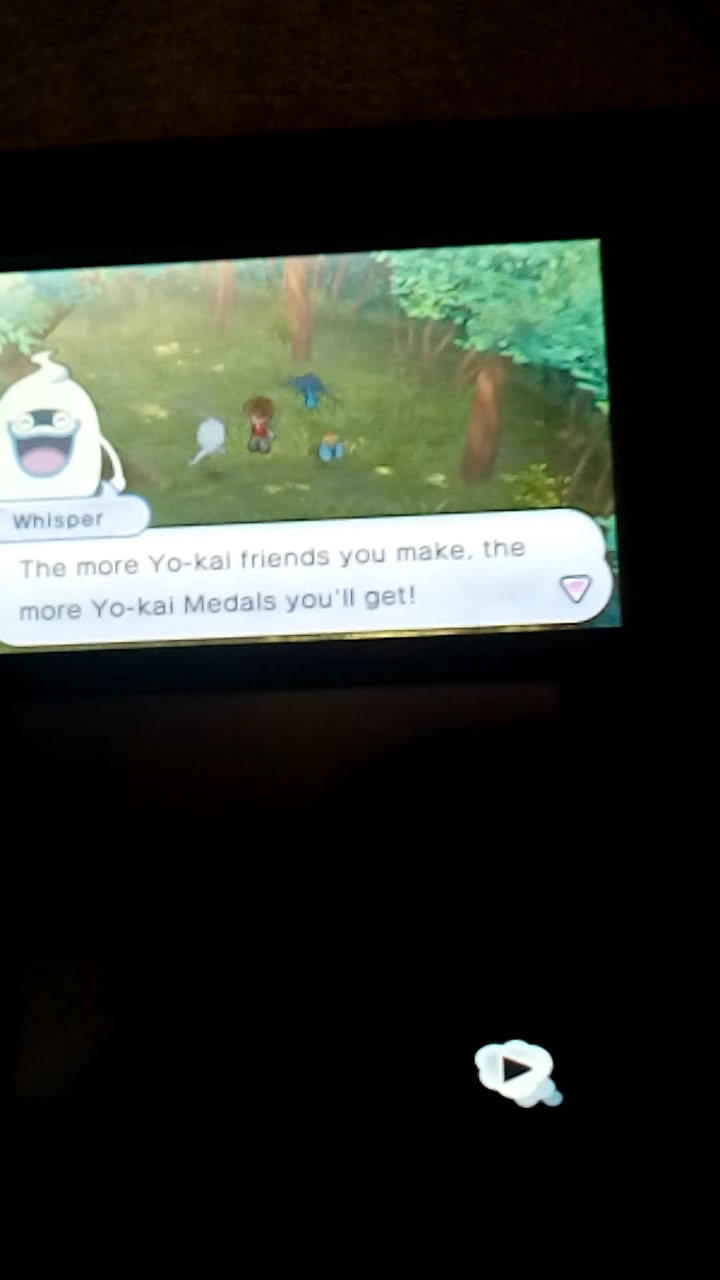 Whisper
The more Yo-kai friends you make, the
more Yo-kai Medals you'll get!